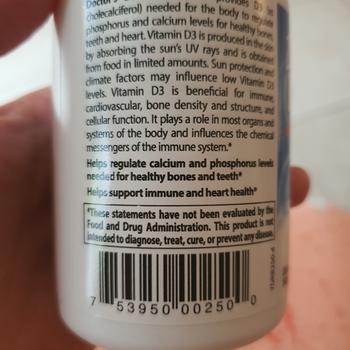 Doctor's
provides
cholecalciferol) needed for the body to regulate
phosphorus and calcium levels for healthy bones,
teeth and heart. Vitamin D3 is produced in the skin
by absorbing the sun's UV rays and is obtained
from food in limited amounts. Sun protection and
climate factors may influence low Vitamin D
levels. Vitamin D3 is beneficial for immune,
cardiovascular, bone density and structure, and
cellular function. It plays a role in most organs and
systems of the body and influences the chemical
messengers of the immune system.*
Helps regulate calcium and phosphorus levels
needed for healthy bones and teeth*
Helps support immune and heart health*
*These statements have not been evaluated by the
Food and Drug Administration. This product is not
intended to diagnose, treat, cure, or prevent any disease.
7 53950 00250 0